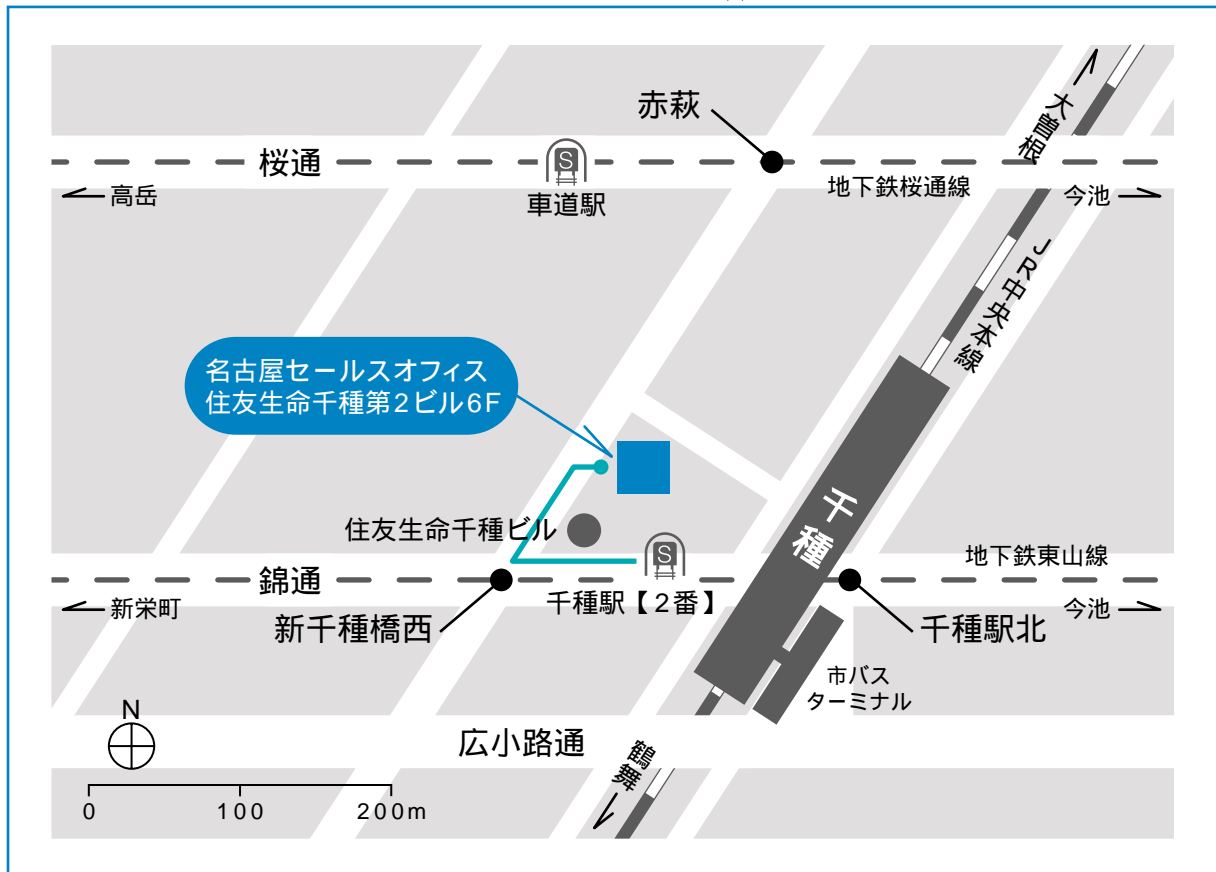 赤萩
大曽根
桜通
高岳
車道駅
地下鉄桜通線
今池
JR中央本線
名古屋セールスオフィス
住友生命千種第2ビル6F
千種
住友生命千種ビル
地下鉄東山線
錦通
新栄町
千種駅【2番】
今池
新千種橋西
千種駅北
市バス
ターミナル
N
広小路通
鶴舞
0 100 200m